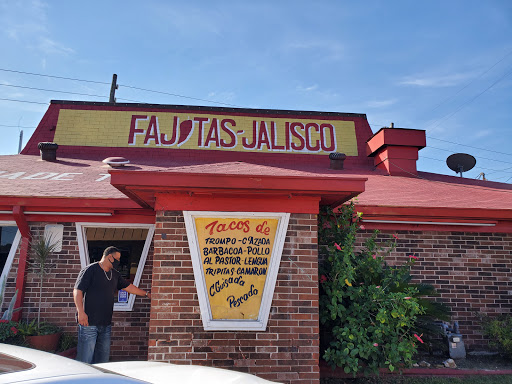 FAJITAS-JALISCO
Tacos de
TROMPO-C'AZADA
BARBACOA-POLLO
AL PASTOR LENGUA
TRIPITAS CAMARON
C'Guisada
Pescado